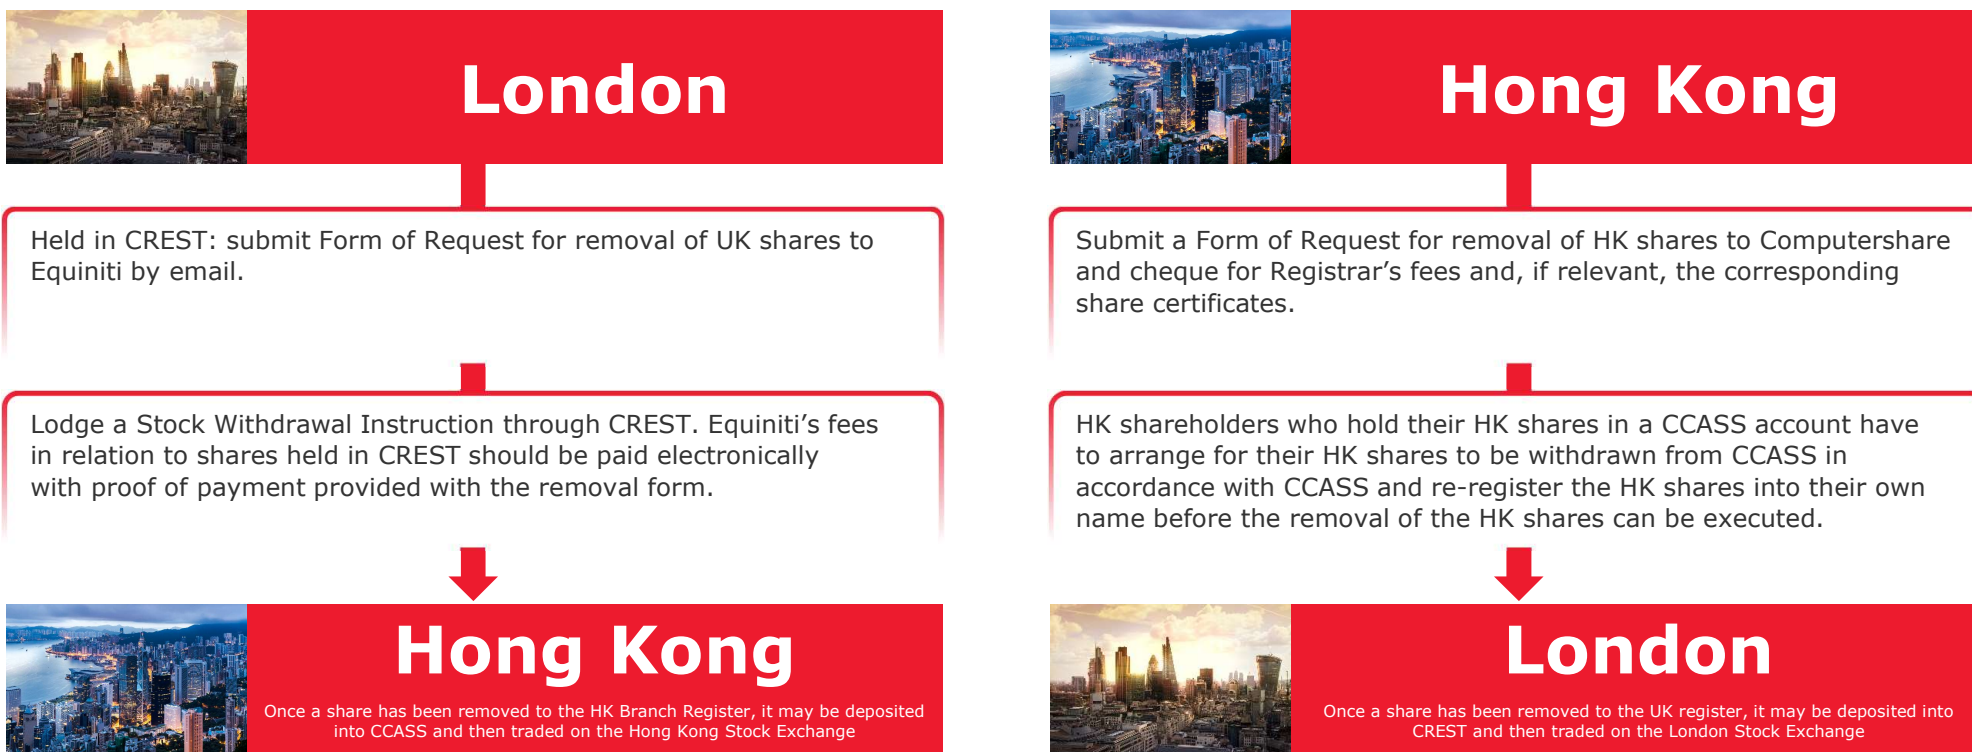 London
Held in CREST: submit Form of Request for removal of UK shares to
Equiniti by email.
Lodge a Stock Withdrawal Instruction through CREST. Equiniti’s fees
in relation to shares held in CREST should be paid electronically
with proof of payment provided with the removal form.
Hong Kong
Once a share has been removed to the HK Branch Register, it may be deposited
into CCASS and then traded on the Hong Kong Stock Exchange
Hong Kong
Submit a Form of Request for removal of HK shares to Computershare
and cheque for Registrar’s fees and, if relevant, the corresponding
share certificates.
HK shareholders who hold their HK shares in a CCASS account have
to arrange for their HK shares to be withdrawn from CCASS in
accordance with CCASS and re-register the HK shares into their own
name before the removal of the HK shares can be executed.
London
Once a share has been removed to the UK register, it may be deposited into
CREST and then traded on the London Stock Exchange